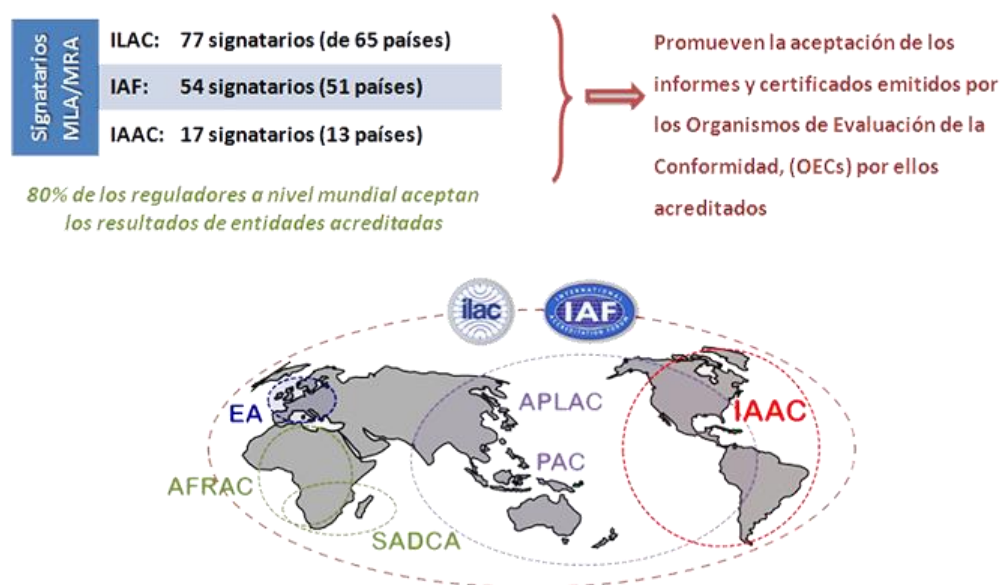 Signatarios
MLA/MRA
ILAC: 77 signatarios (de 65 países)
IAF: 54 signatarios (51 países)
IAAC: 17 signatarios (13 países)
80% de los reguladores a nivel mundial aceptan
los resultados de entidades acreditadas
Promueven la aceptación de los
informes y certificados emitidos por
los Organismos de Evaluación de la
Conformidad, (OECs) por ellos
acreditados
ilac
INTERNATIONAL
IAF
ACCREDITATION FORUM
EA
APLAC
IAAC
PAC
AFRAC
SADCA